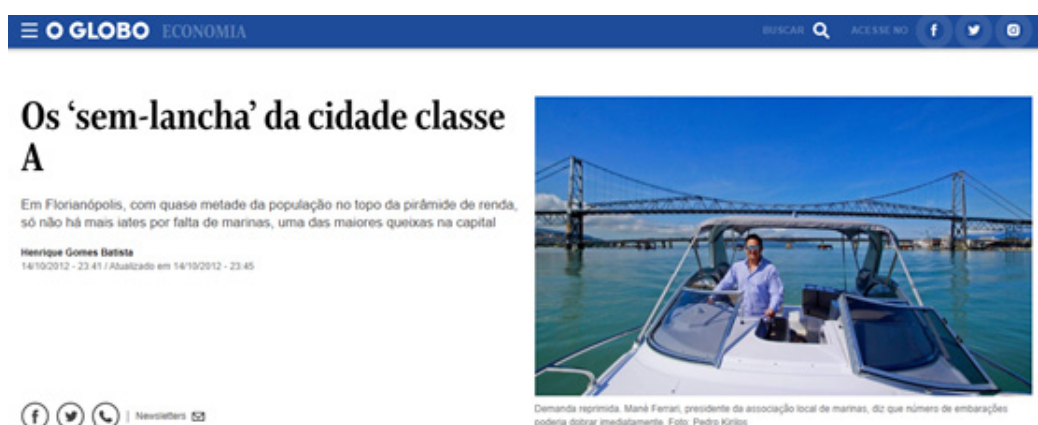 O GLOBO ECONOMIA
BUSCAR ACESSE NO
Os ‘sem-lancha’ da cidade classe
A
Em Florianópolis, com quase metade da população no topo da pirâmide de renda,
só não há mais iates por falta de marinas, uma das maiores queixas na capital
Henrique Gomes Batista
14/10/2012 - 23:41 / Atualizado em 14/10/2012 - 23:45
| Newsletters
Demanda reprimida. Mané Ferrari, presidente da associação local de marinas, diz que número de embarações
poderia dobrar imediatamente. Foto: Pedro Kirilos